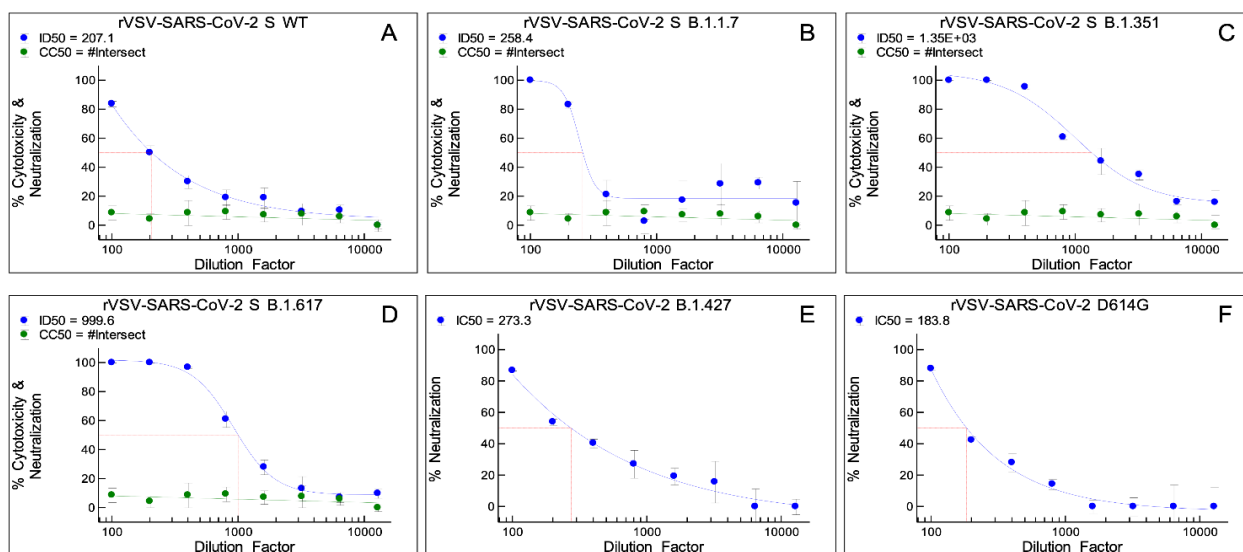 rVSV-SARS-CoV-2 S WT
A
ID50 = 207.1
CC50 = #Intersect
% Cytotoxicity &
Neutralization
100
80
60
40
20
0
100
1000
10000
Dilution Factor
rVSV-SARS-CoV-2 S B.1.1.7
B
ID50 = 258.4
CC50 = #Intersect
% Cytotoxicity &
Neutralization
100
80
60
40
20
0
100
1000
10000
Dilution Factor
rVSV-SARS-CoV-2 S B.1.351
C
ID50 = 1.35E+03
CC50 = #Intersect
% Cytotoxicity &
Neutralization
100
80
60
40
20
0
100
1000
10000
Dilution Factor
rVSV-SARS-CoV-2 S B.1.617
D
ID50 = 999.6
CC50 = #Intersect
% Cytotoxicity &
Neutralization
100
80
60
40
20
0
100
1000
10000
Dilution Factor
rVSV-SARS-CoV-2 B.1.427
E
IC50 = 273.3
% Neutralization
100
80
60
40
20
0
100
1000
10000
Dilution Factor
rVSV-SARS-CoV-2 D614G
F
IC50 = 183.8
% Neutralization
100
80
60
40
20
0
100
1000
10000
Dilution Factor